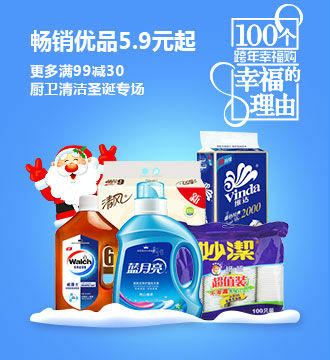 畅销优品5.9元起
更多满99减30
厨卫清洁圣诞专场
100个
跨年幸福购
幸福的
理由
清风
新
Vinda
维达
2000
Walch
蓝月亮
妙潔
超值装
100只装